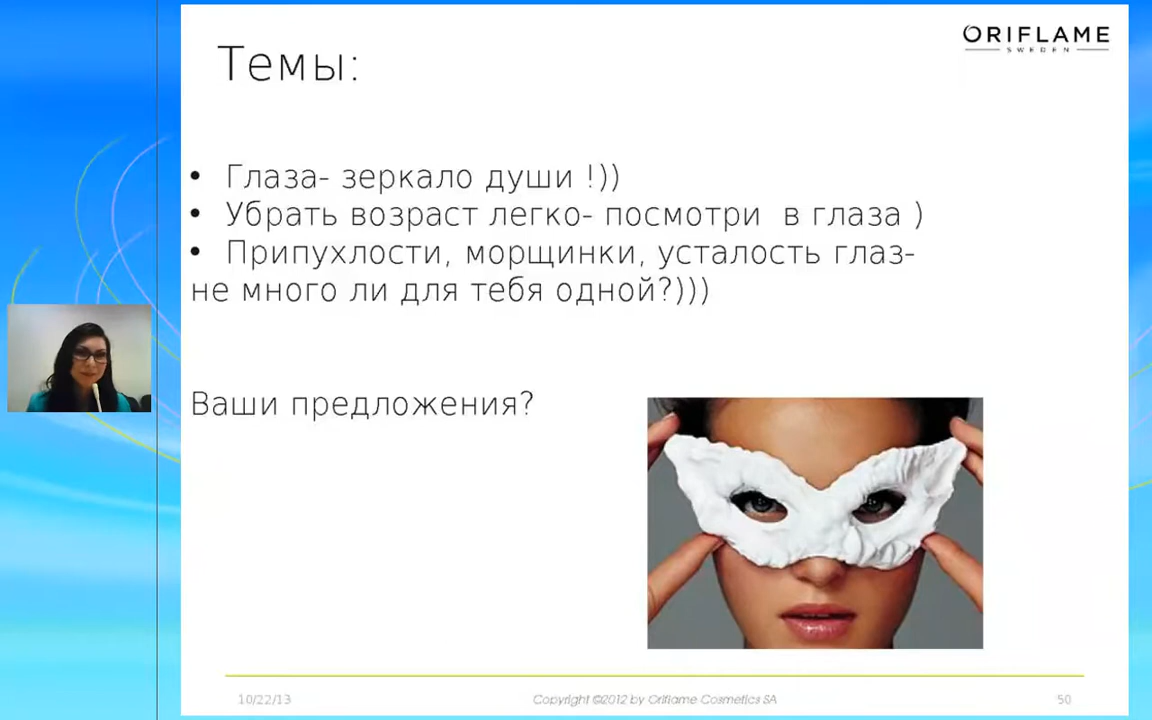 ORIFLAME
SWEDEN
Темы:
• Глаза- зеркало души !))
• Убрать возраст легко- посмотри  в глаза )
• Припухлости, морщинки, усталость глаз-
не много ли для тебя одной?)))
Ваши предложения?
10/22/13
Copyright ©2012 by Oriflame Cosmetics SA
50